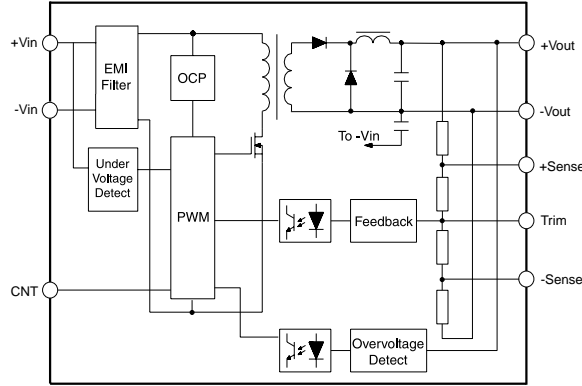 +Vin
EMI
Filter
OCP
+Vout
-Vin
-Vout
To -Vin
Under
Voltage
Detect
+Sense
PWM
Feedback
Trim
CNT
-Sense
Overvoltage
Detect